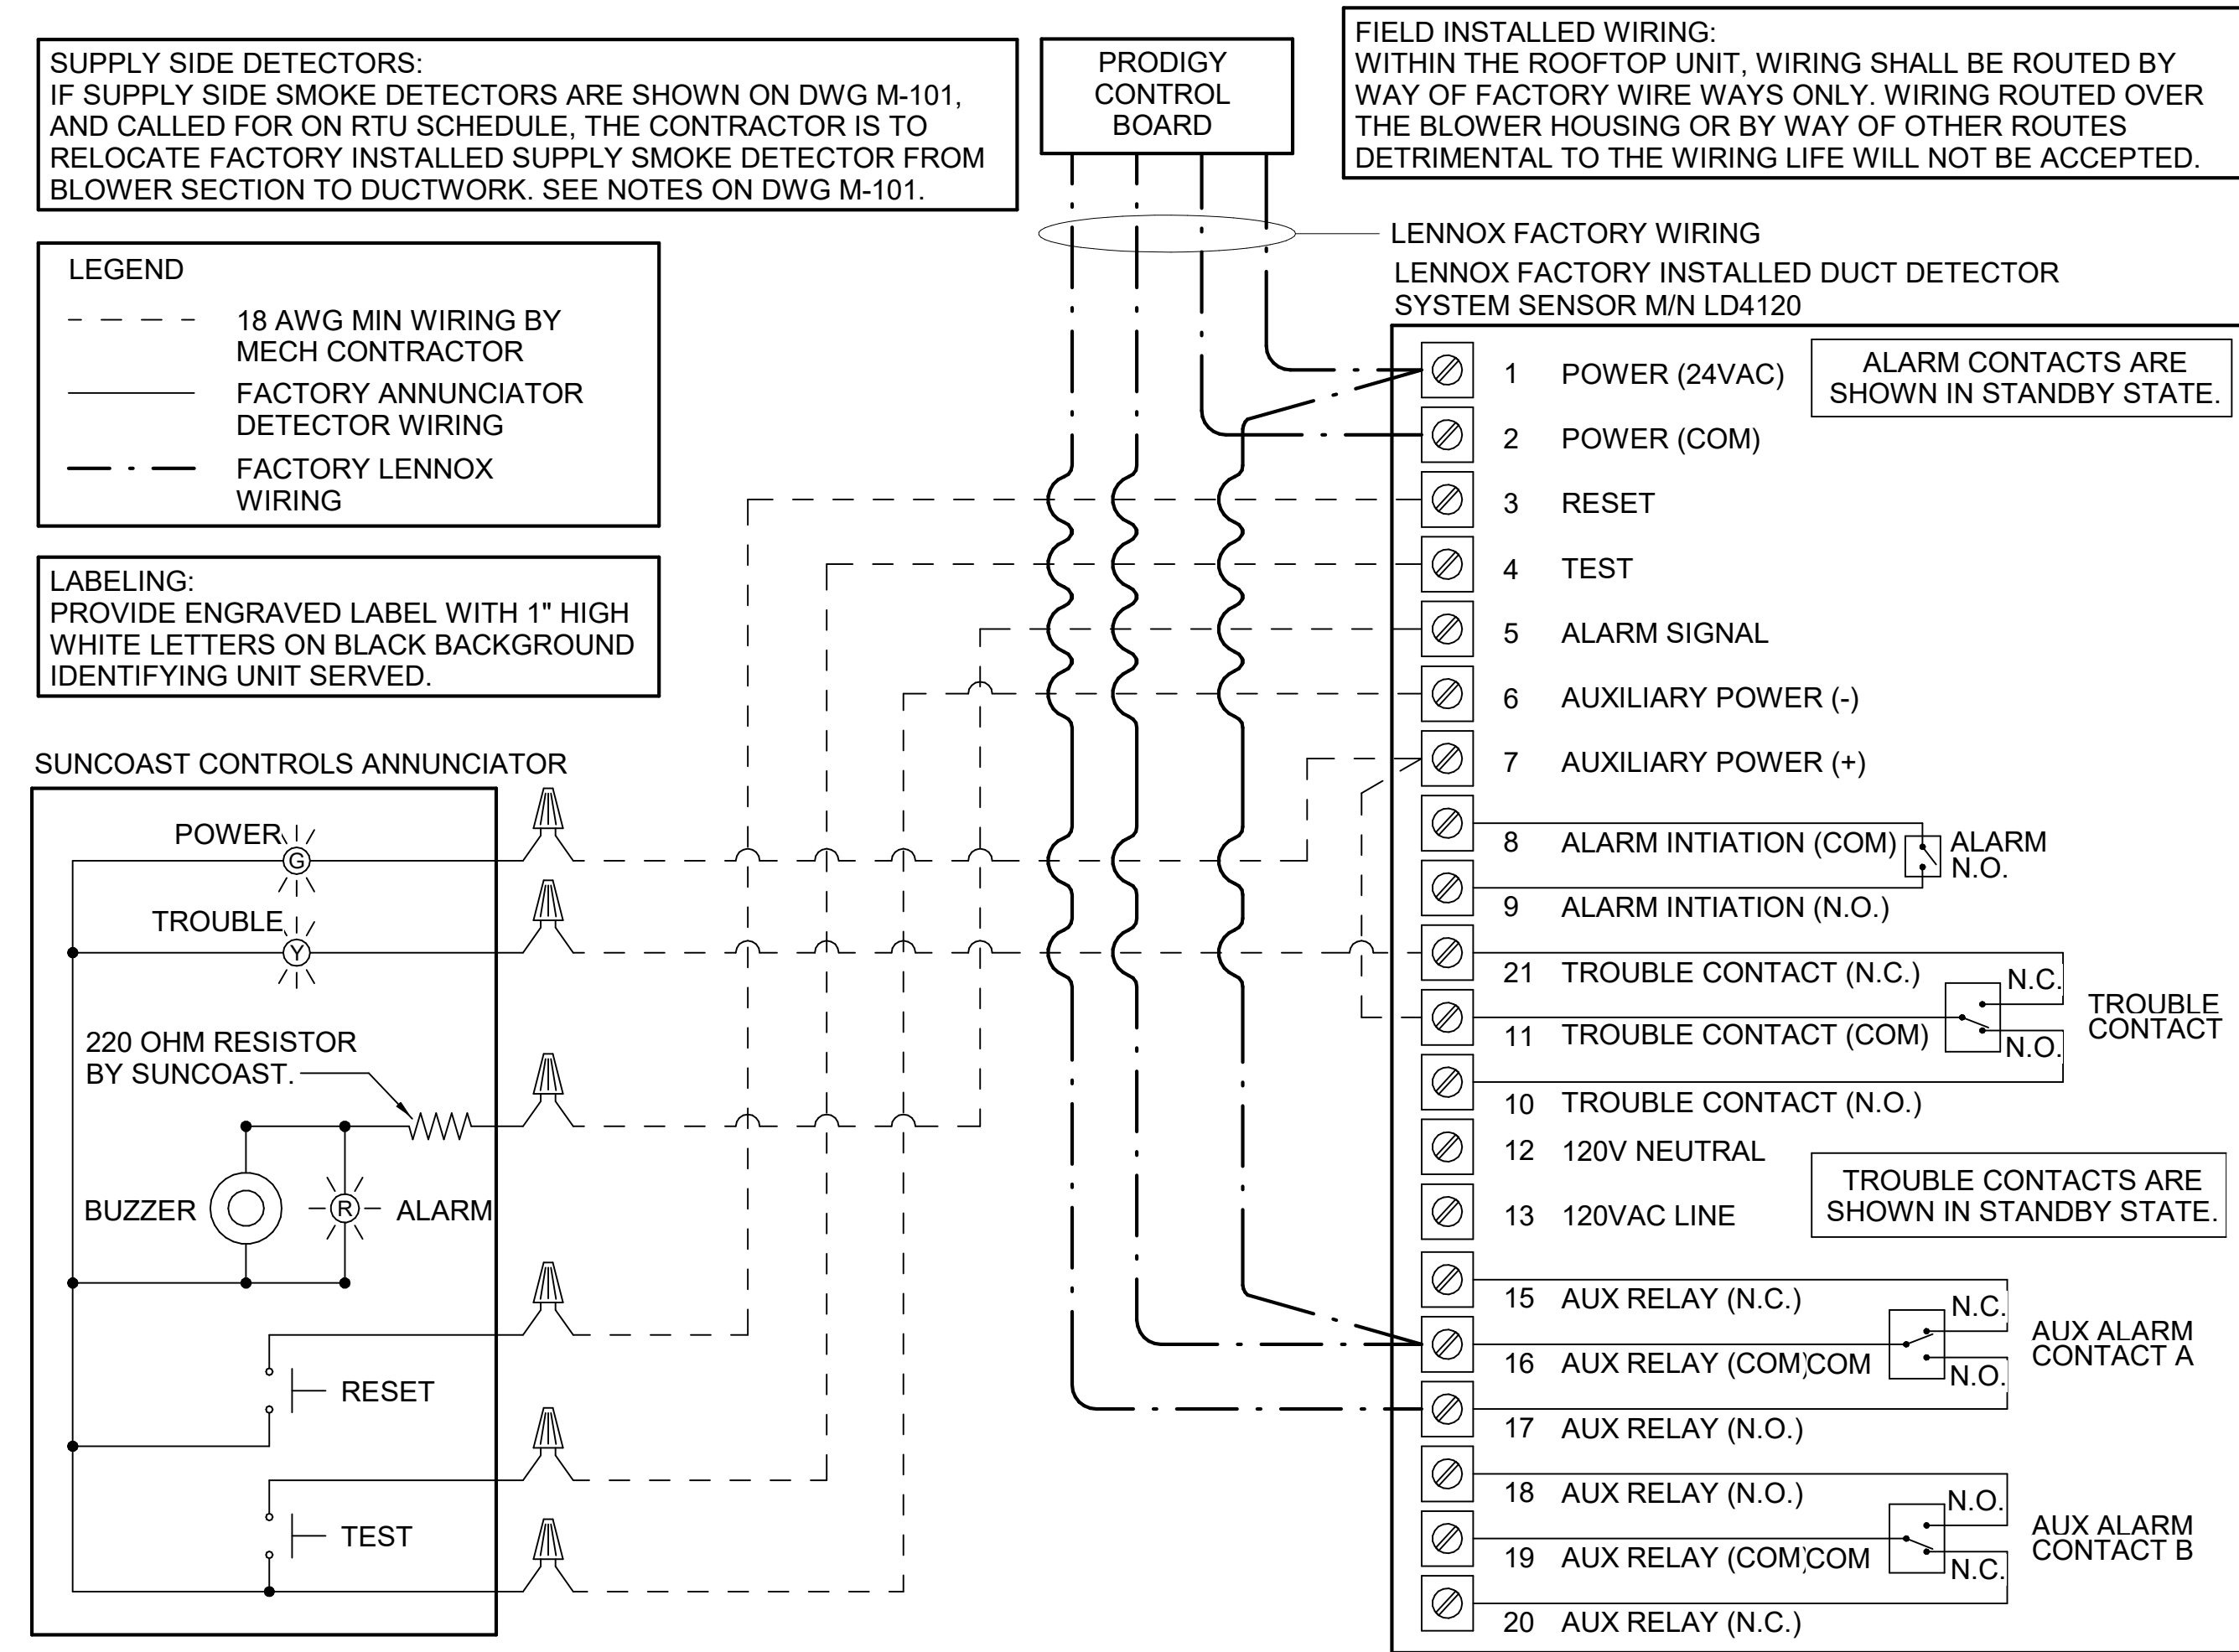 SUPPLY SIDE DETECTORS:
IF SUPPLY SIDE SMOKE DETECTORS ARE SHOWN ON DWG M-101,
AND CALLED FOR ON RTU SCHEDULE, THE CONTRACTOR IS TO
RELOCATE FACTORY INSTALLED SUPPLY SMOKE DETECTOR FROM
BLOWER SECTION TO DUCTWORK. SEE NOTES ON DWG M-101.
PRODIGY
CONTROL
BOARD
FIELD INSTALLED WIRING:
WITHIN THE ROOFTOP UNIT, WIRING SHALL BE ROUTED BY
WAY OF FACTORY WIRE WAYS ONLY. WIRING ROUTED OVER
THE BLOWER HOUSING OR BY WAY OF OTHER ROUTES
DETRIMENTAL TO THE WIRING LIFE WILL NOT BE ACCEPTED.
LENNOX FACTORY WIRING
LENNOX FACTORY INSTALLED DUCT DETECTOR
SYSTEM SENSOR M/N LD4120
LEGEND
18 AWG MIN WIRING BY
MECH CONTRACTOR
FACTORY ANNUNCIATOR
DETECTOR WIRING
FACTORY LENNOX
WIRING
LABELING:
PROVIDE ENGRAVED LABEL WITH 1" HIGH
WHITE LETTERS ON BLACK BACKGROUND
IDENTIFYING UNIT SERVED.
SUNCOAST CONTROLS ANNUNCIATOR
POWER
G
TROUBLE
Y
220 OHM RESISTOR
BY SUNCOAST.
BUZZER
R
ALARM
RESET
TEST
1 POWER (24VAC)
ALARM CONTACTS ARE
SHOWN IN STANDBY STATE.
2 POWER (COM)
3 RESET
4 TEST
5 ALARM SIGNAL
6 AUXILIARY POWER (-)
7 AUXILIARY POWER (+)
8 ALARM INTIATION (COM)
ALARM
N.O.
9 ALARM INTIATION (N.O.)
21 TROUBLE CONTACT (N.C.)
N.C.
TROUBLE
CONTACT
11 TROUBLE CONTACT (COM)
N.O.
10 TROUBLE CONTACT (N.O.)
12 120V NEUTRAL
13 120VAC LINE
TROUBLE CONTACTS ARE
SHOWN IN STANDBY STATE.
15 AUX RELAY (N.C.)
N.C.
AUX ALARM
CONTACT A
16 AUX RELAY (COM)COM
N.O.
17 AUX RELAY (N.O.)
18 AUX RELAY (N.O.)
N.O.
AUX ALARM
CONTACT B
19 AUX RELAY (COM)COM
N.C.
20 AUX RELAY (N.C.)